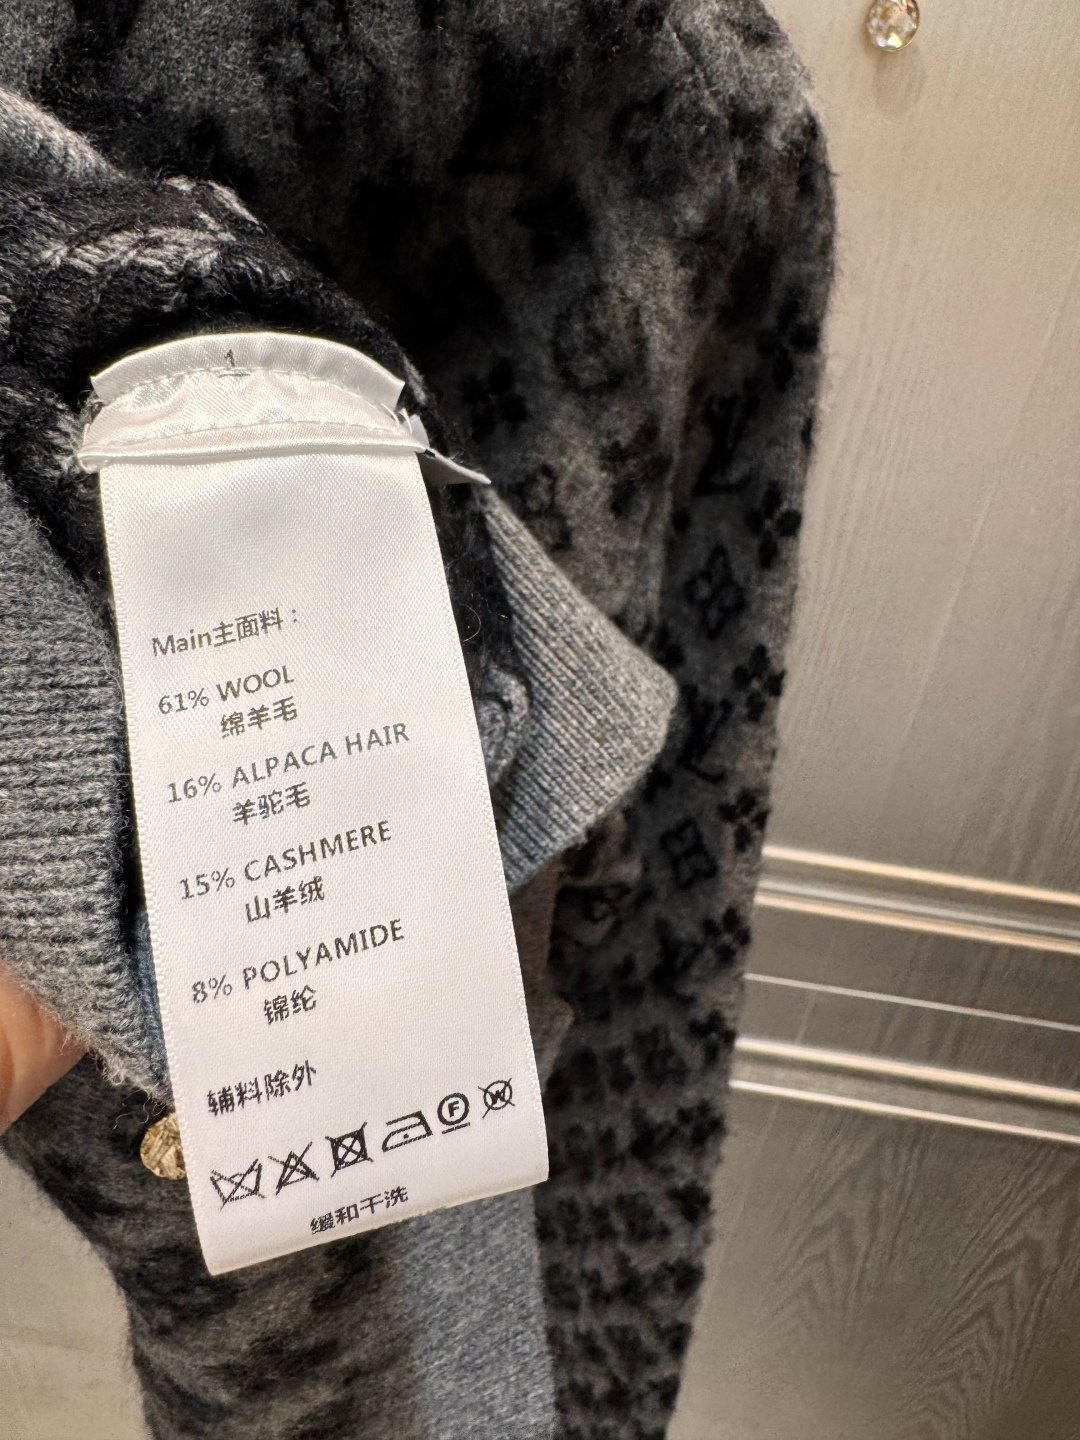 Main主面料：
61% WOOL
绵羊毛
16% ALPACA HAIR
羊驼毛
15% CASHMERE
山羊绒
8% POLYAMIDE
锦纶
辅料除外
F W
缓和干洗